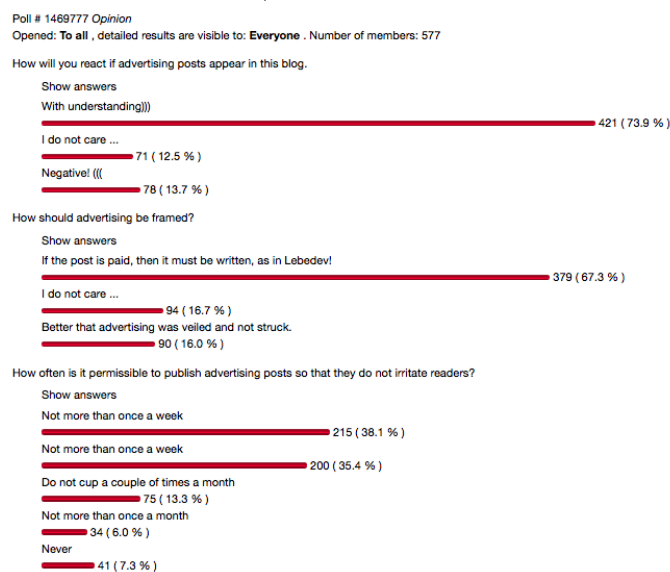 Poll # 1469777 Opinion
Opened: To all , detailed results are visible to: Everyone . Number of members: 577
How will you react if advertising posts appear in this blog.
Show answers
With understanding)))
421 ( 73.9 % )
I do not care ...
71 ( 12.5 % )
Negative! (((
78 ( 13.7 % )
How should advertising be framed?
Show answers
If the post is paid, then it must be written, as in Lebedev!
379 ( 67.3 % )
I do not care ...
94 ( 16.7 % )
Better that advertising was veiled and not struck.
90 ( 16.0 % )
How often is it permissible to publish advertising posts so that they do not irritate readers?
Show answers
Not more than once a week
215 ( 38.1 % )
Not more than once a week
200 ( 35.4 % )
Do not cup a couple of times a month
75 ( 13.3 % )
Not more than once a month
34 ( 6.0 % )
Never
41 ( 7.3 % )